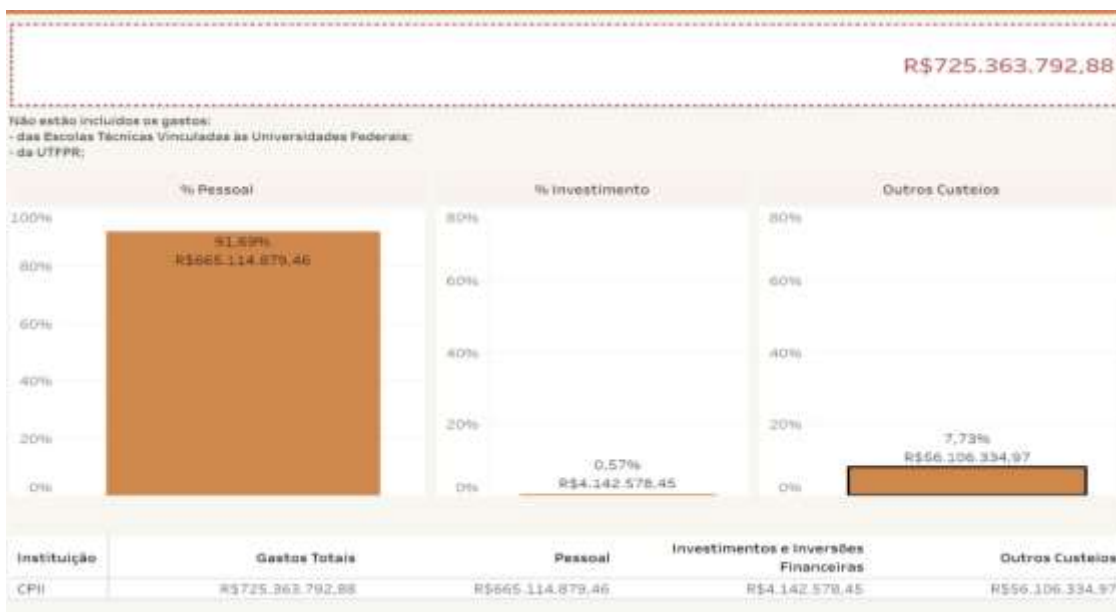 R$725.363.792,88
Não estão incluídos os gastos:
- das Escolas Técnicas Vinculadas às Universidades Federais;
- da UTFPR;
% Pessoal
% Investimento
Outros Custeios
100%
80%
60%
40%
20%
0%
91,69%
R$665.114.879,46
80%
60%
40%
20%
0%
0,57%
R$4.142.578,45
80%
60%
40%
20%
0%
7,73%
R$56.106.334,97
Instituição Gastos Totais Pessoal Investimentos e Inversões Financeiras Outros Custeios
CPII R$725.363.792,88 R$665.114.879,46 R$4.142.578,45 R$56.106.334,97